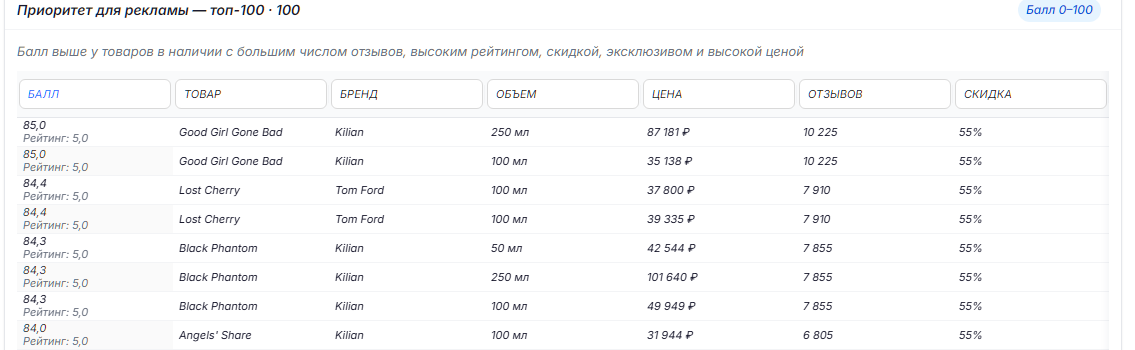 Приоритет для рекламы — топ-100 · 100
Балл 0–100
Балл выше у товаров в наличии с большим числом отзывов, высоким рейтингом, скидкой, эксклюзивом и высокой ценой
БАЛЛ ТОВАР БРЕНД ОБЪЕМ ЦЕНА ОТЗЫВОВ СКИДКА
85,0
Рейтинг: 5,0
Good Girl Gone Bad Kilian 250 мл 87 181 ₽ 10 225 55%
85,0
Рейтинг: 5,0
Good Girl Gone Bad Kilian 100 мл 35 138 ₽ 10 225 55%
84,4
Рейтинг: 5,0
Lost Cherry Tom Ford 100 мл 37 800 ₽ 7 910 55%
84,4
Рейтинг: 5,0
Lost Cherry Tom Ford 100 мл 39 335 ₽ 7 910 55%
84,3
Рейтинг: 5,0
Black Phantom Kilian 50 мл 42 544 ₽ 7 855 55%
84,3
Рейтинг: 5,0
Black Phantom Kilian 250 мл 101 640 ₽ 7 855 55%
84,3
Рейтинг: 5,0
Black Phantom Kilian 100 мл 49 949 ₽ 7 855 55%
84,0
Рейтинг: 5,0
Angels' Share Kilian 100 мл 31 944 ₽ 6 805 55%